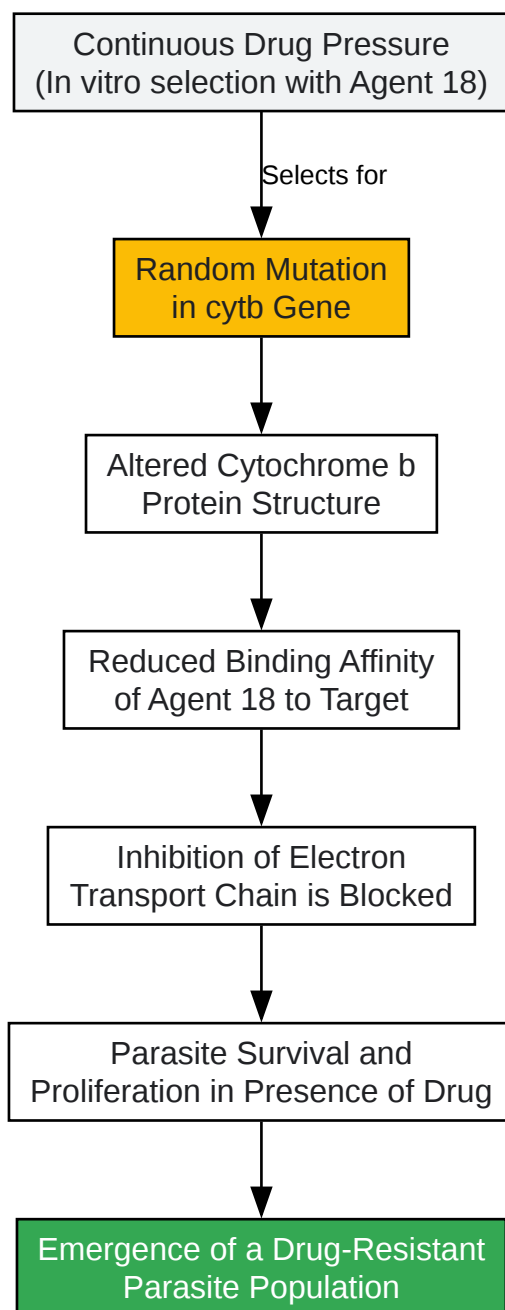 Continuous Drug Pressure
(In vitro selection with Agent 18)
Selects for
Random Mutation
in cytb Gene
Altered Cytochrome b
Protein Structure
Reduced Binding Affinity
of Agent 18 to Target
Inhibition of Electron
Transport Chain is Blocked
Parasite Survival and
Proliferation in Presence of Drug
Emergence of a Drug-Resistant
Parasite Population